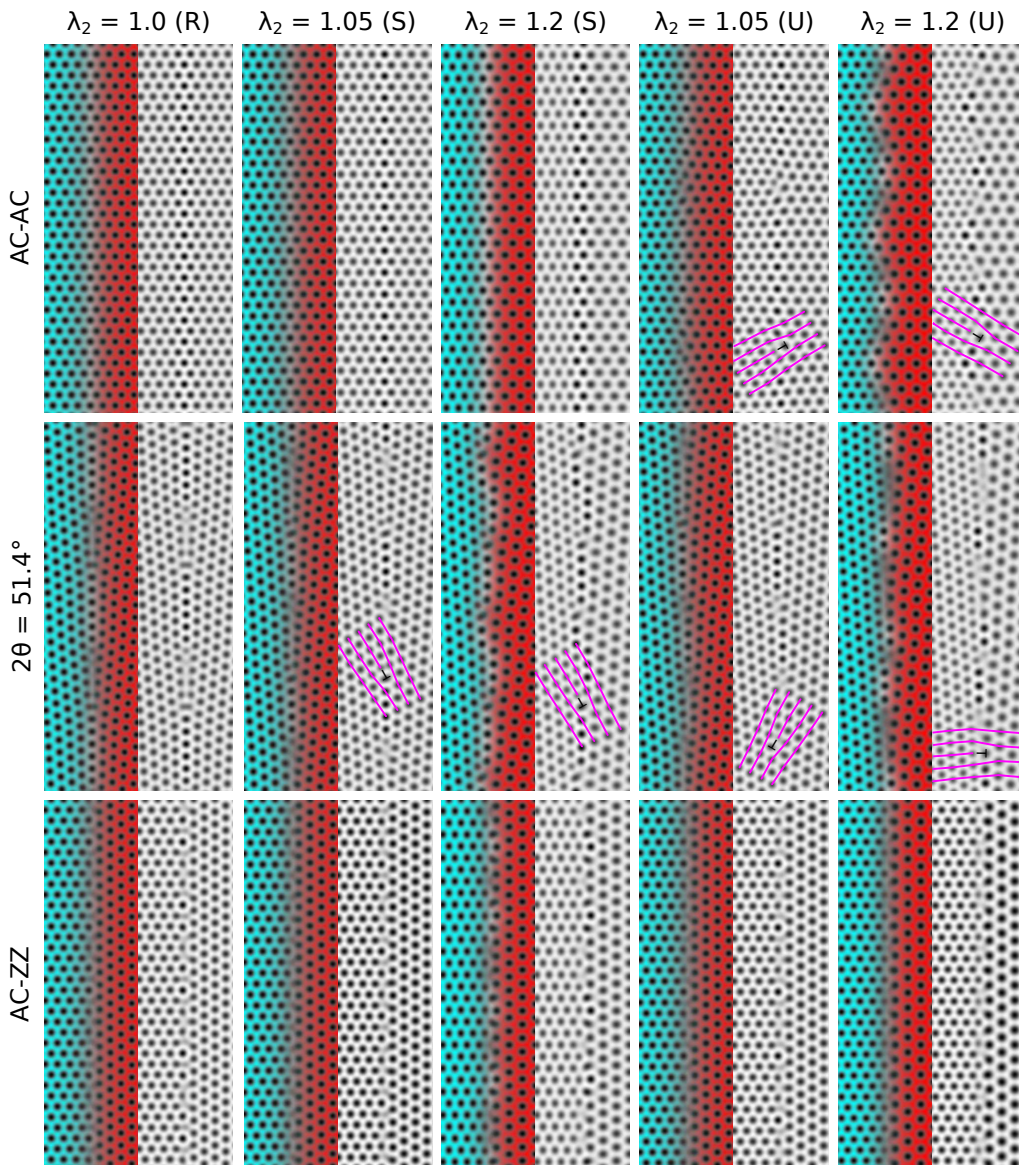 λ₂ = 1.0 (R) λ₂ = 1.05 (S) λ₂ = 1.2 (S) λ₂ = 1.05 (U) λ₂ = 1.2 (U)
AC-AC
2θ = 51.4°
AC-ZZ